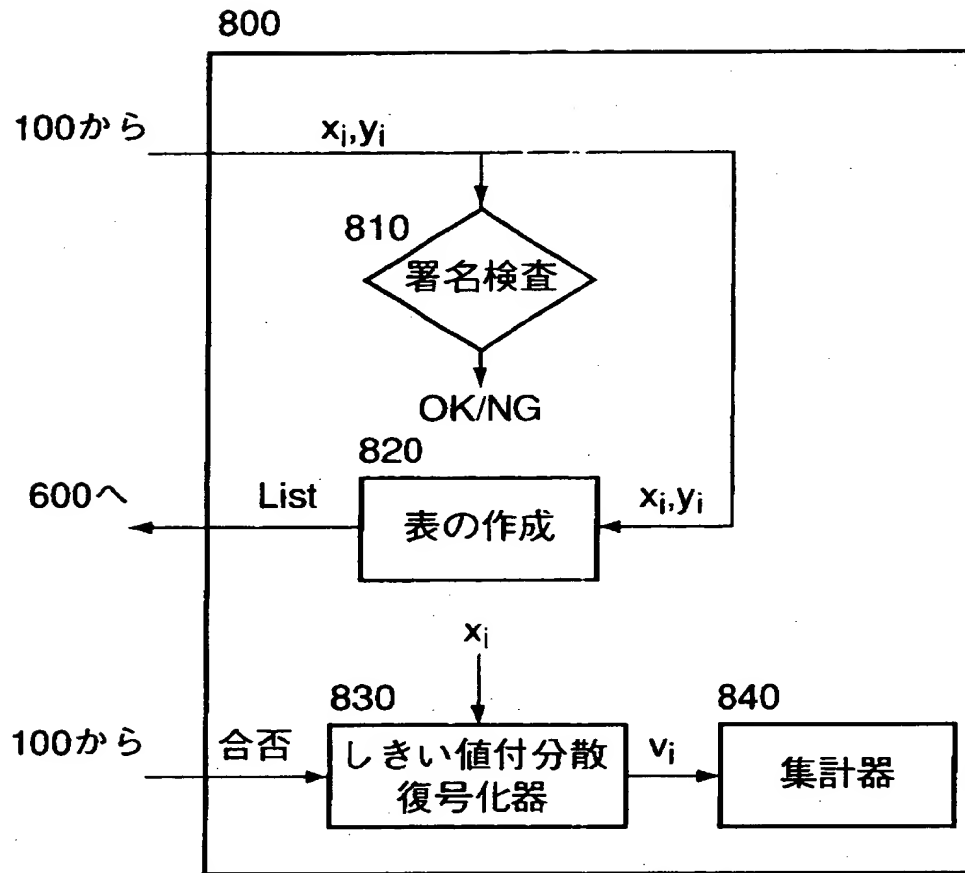 800
100から
xi,yi
810
署名検査
OK/NG
820
600へ
List
表の作成
xi,yi
xi
830
840
100から
合否
しきい値付分散
復号化器
vi
集計器